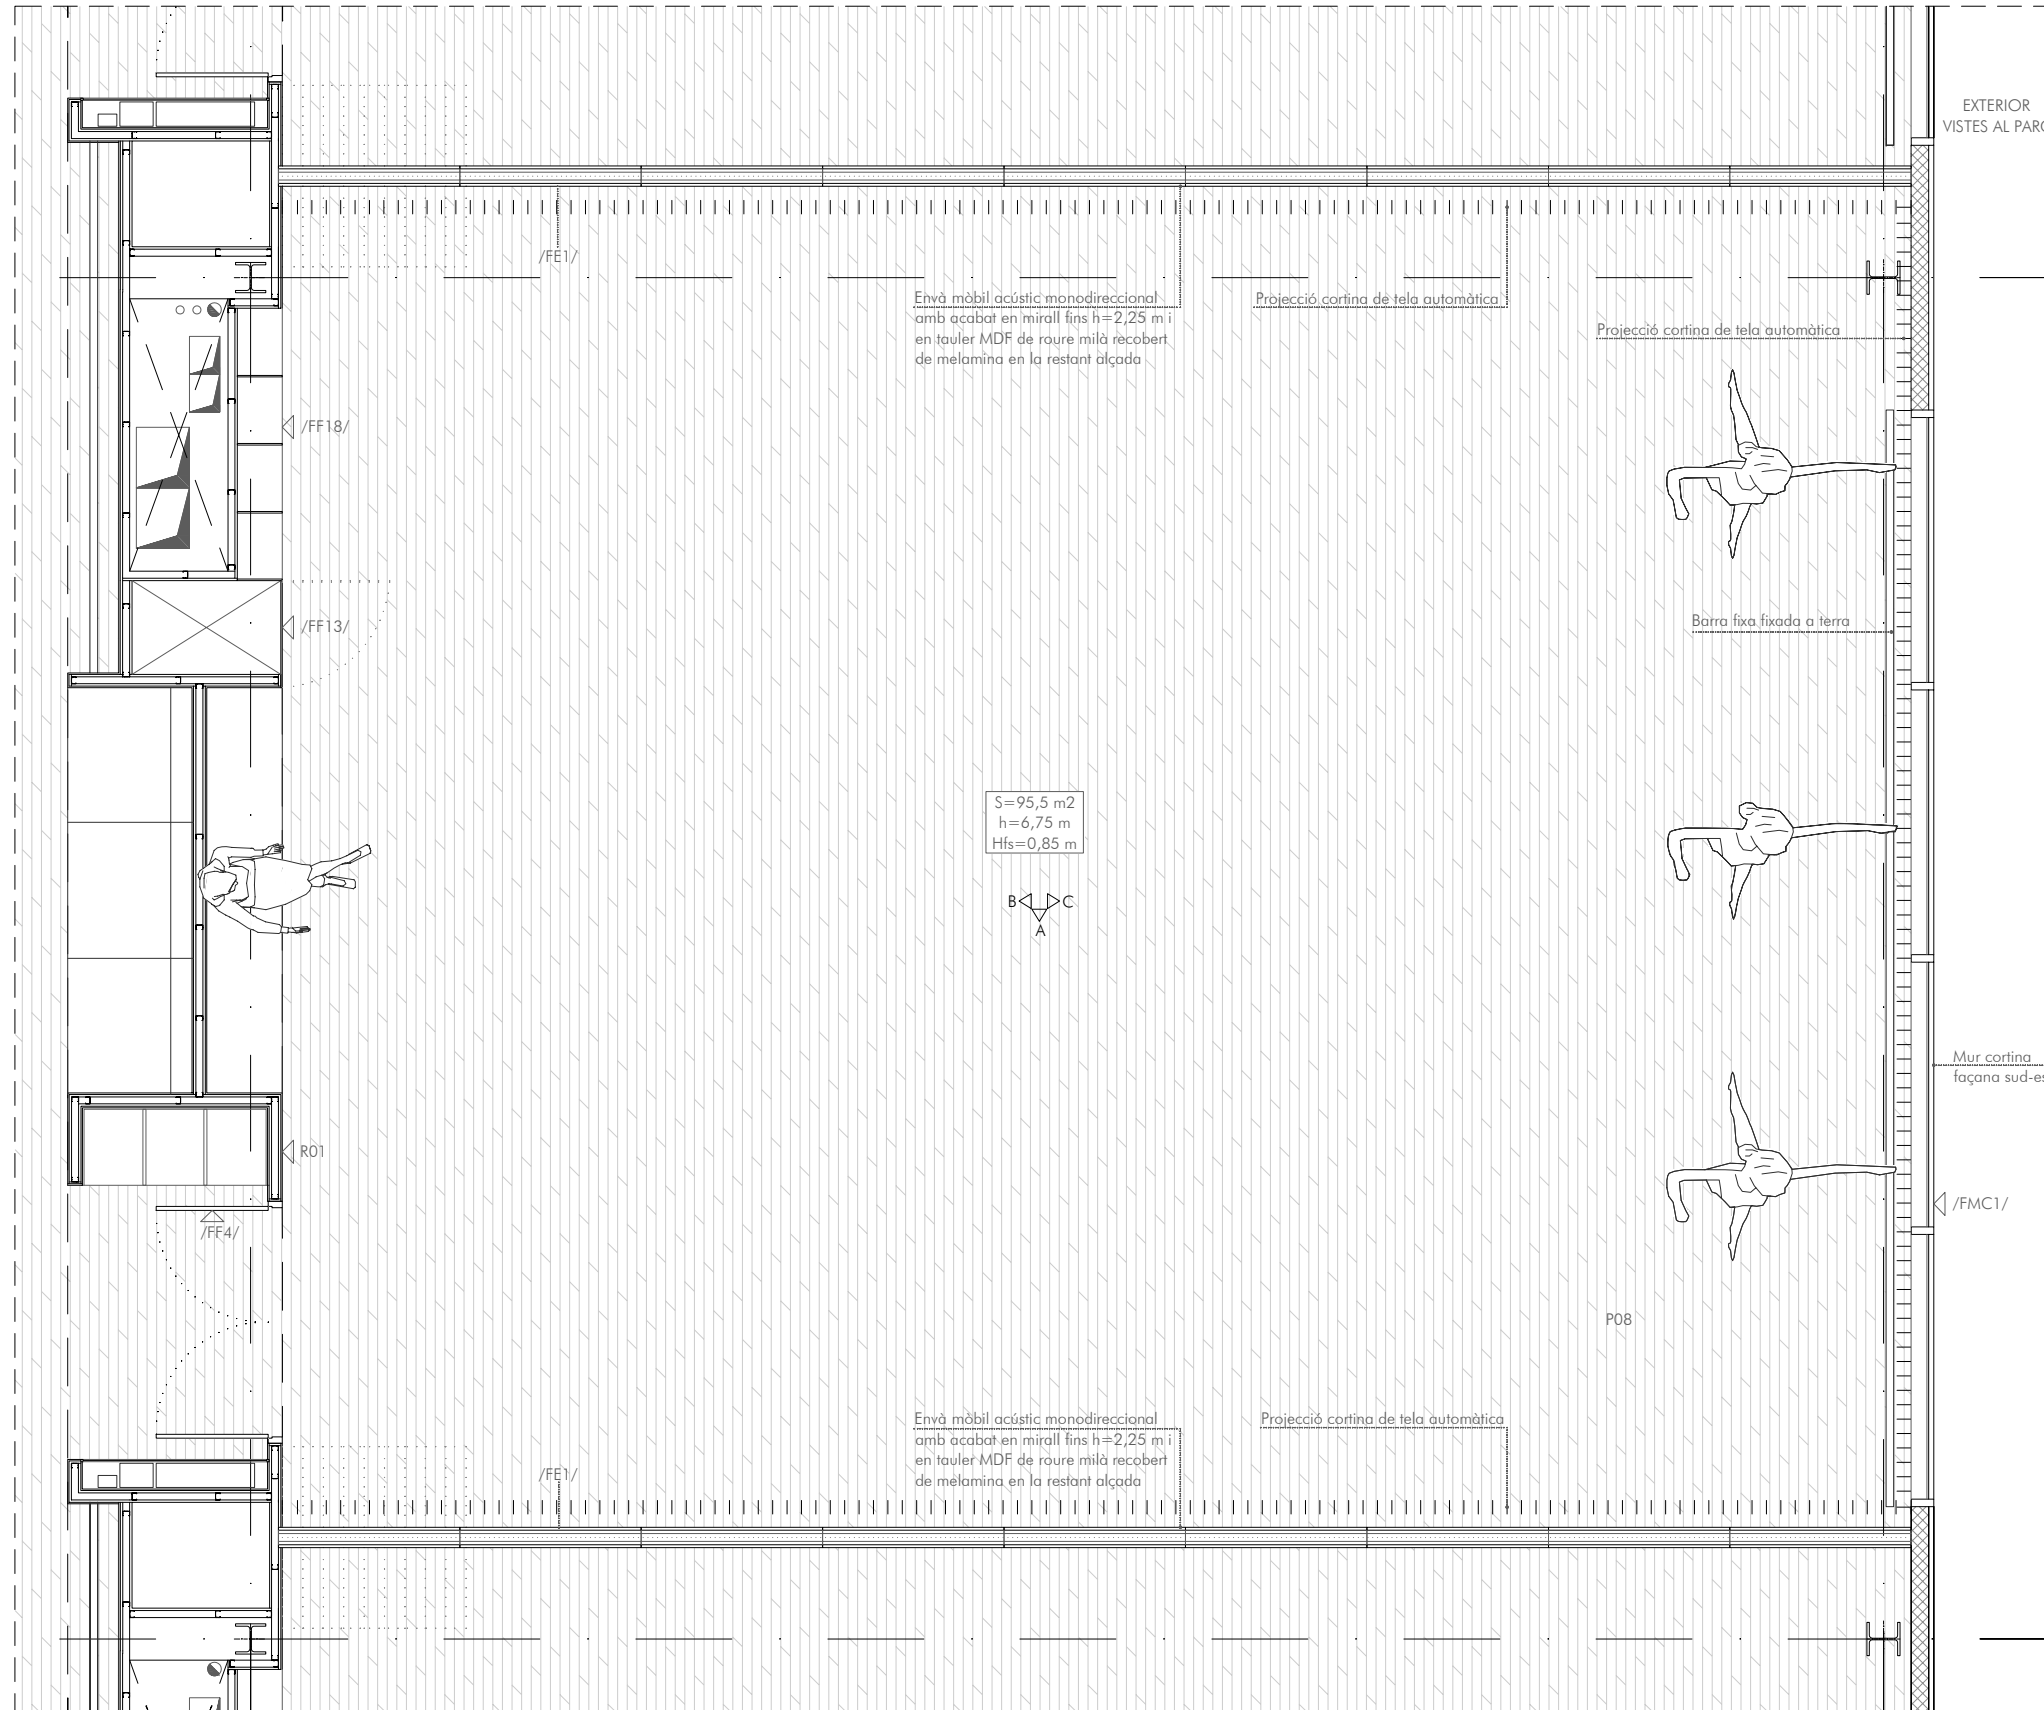 EXTERIOR
VISTES AL PARC
/FE1/
Envà mòbil acústic monodireccional
amb acabat en mirall fins h=2,25 m i
en tauler MDF de roure milà recobert
de melamina en la restant alçada
Projecció cortina de tela automàtica
Projecció cortina de tela automàtica
/FF18/
/FF13/
Barra fixa fixada a terra
S=95,5 m2
h=6,75 m
Hfs=0,85 m
B
C
A
Mur cortina
façana sud-es
R01
/FF4/
/FMC1/
P08
Envà mòbil acústic monodireccional
amb acabat en mirall fins h=2,25 m i
en tauler MDF de roure milà recobert
de melamina en la restant alçada
Projecció cortina de tela automàtica
/FE1/